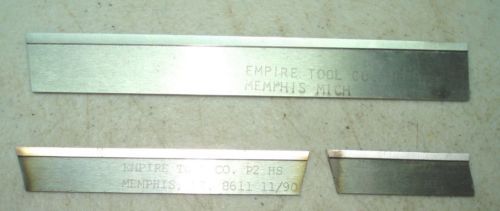 EMPIRE TOOL CO.
MEMPHIS MICH
EMPIRE CO. P2 HS
MEMPHIS, 8611 11/90